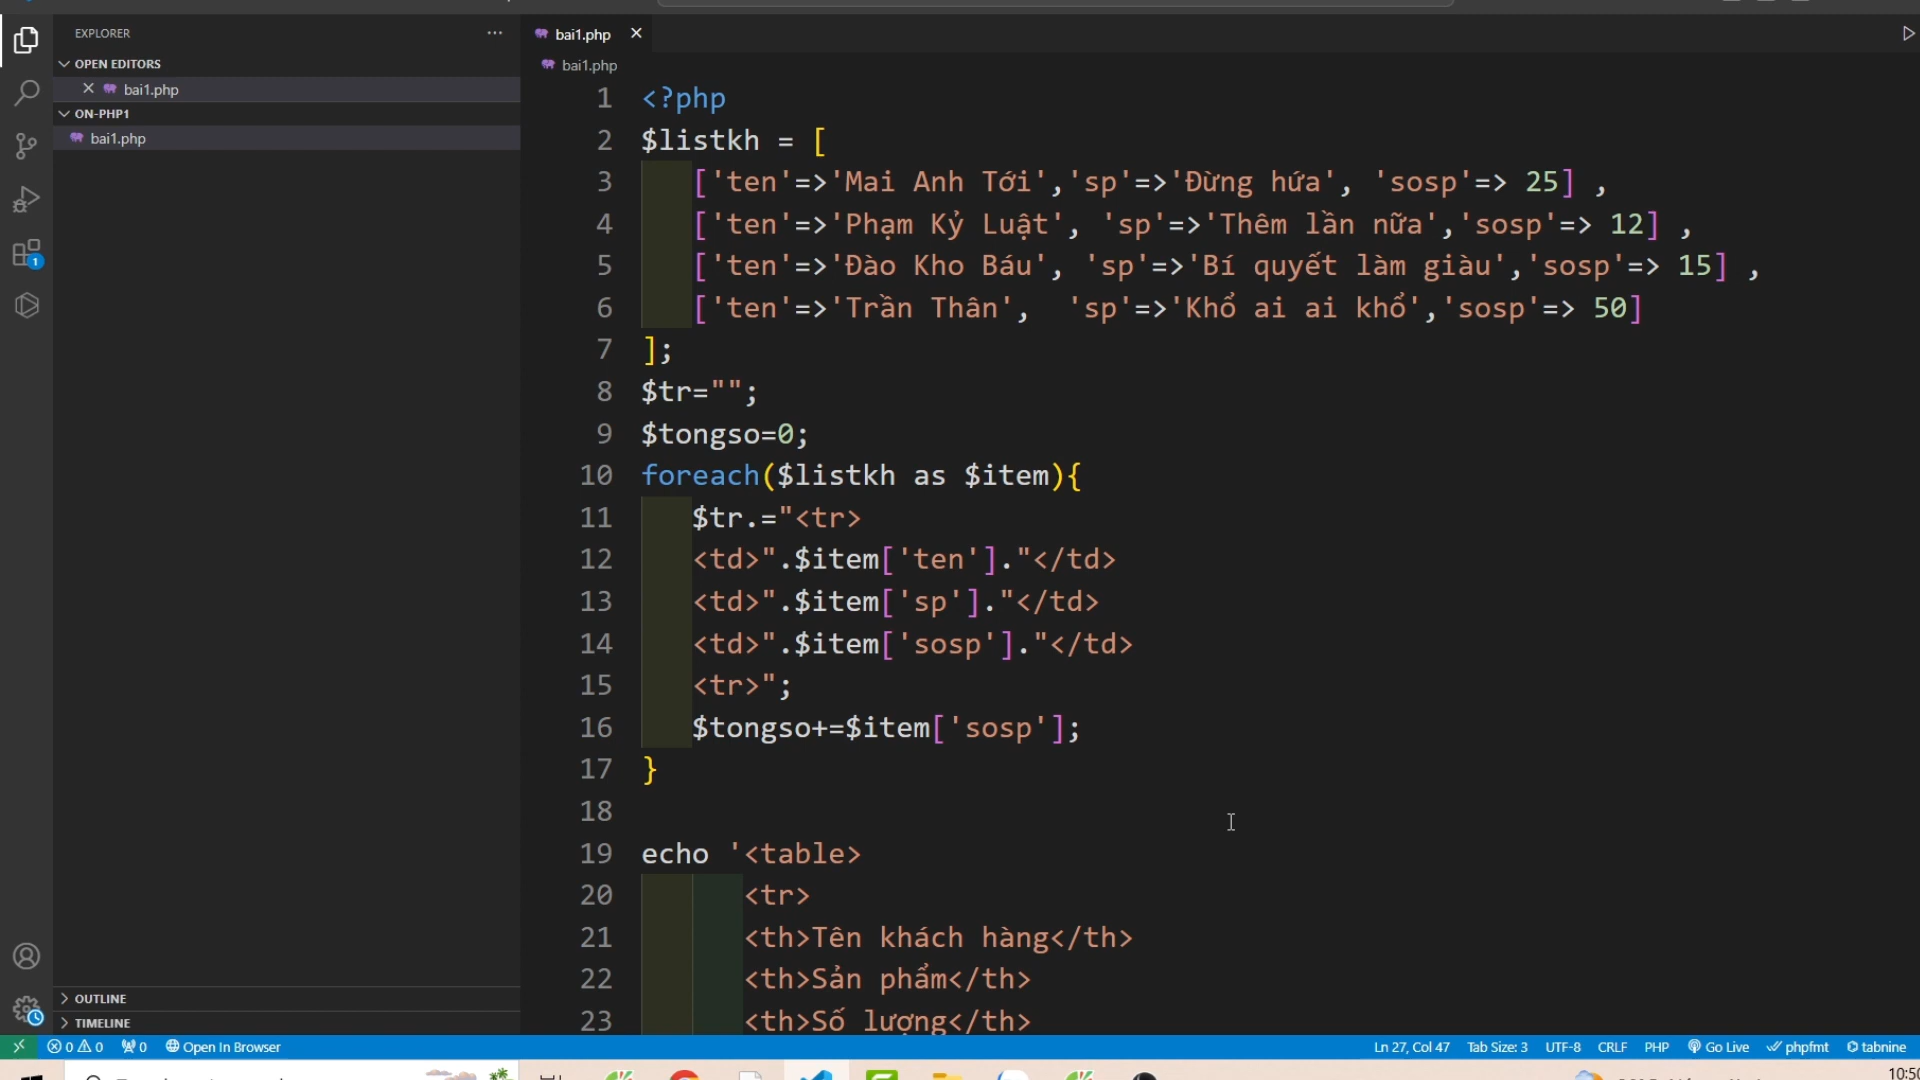 EXPLORER
OPEN EDITORS
bai1.php
ON-PHP1
bai1.php
OUTLINE
TIMELINE
bai1.php
bai1.php
1 <?php
2 $listkh = [
3 ['ten'=>'Mai Anh Tới','sp'=>'Đừng hứa', 'sosp'=> 25] ,
4 ['ten'=>'Phạm Kỷ Luật', 'sp'=>'Thêm lần nữa','sosp'=> 12] ,
5 ['ten'=>'Đào Kho Báu', 'sp'=>'Bí quyết làm giàu','sosp'=> 15] ,
6 ['ten'=>'Trần Thân',  'sp'=>'Khổ ai ai khổ','sosp'=> 50]
7 ];
8 $tr="";
9 $tongso=0;
10 foreach($listkh as $item){
11 $tr.="<tr>
12 <td>".$item['ten']."</td>
13 <td>".$item['sp']."</td>
14 <td>".$item['sosp']."</td>
15 <tr>";
16 $tongso+=$item['sosp'];
17 }
18
19 echo '<table>
20 <tr>
21 <th>Tên khách hàng</th>
22 <th>Sản phẩm</th>
23 <th>Số lượng</th>
1
0 0 0 Open In Browser Ln 27, Col 47 Tab Size: 3 UTF-8 CRLF PHP Go Live phpfmt tabnine